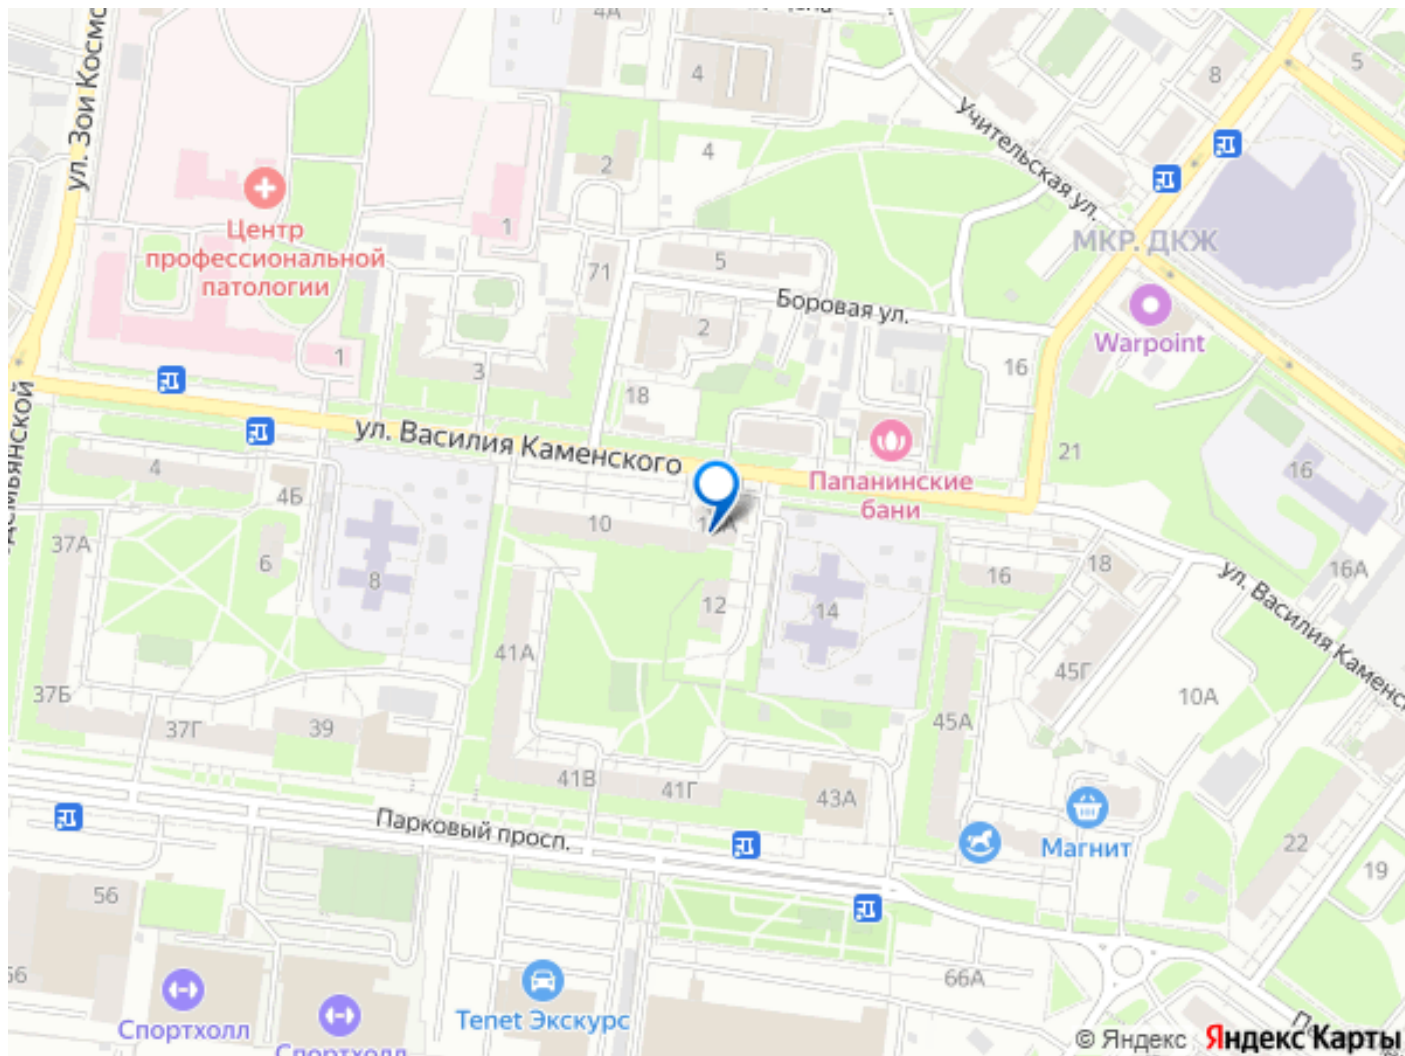 4А
4
8
5
ул. Зои Космо
Учительская ул.
2
4
1
Центр
профессиональной
патологии
МКР. ДКЖ
71
5
Боровая ул.
2
Warpoint
1
3
18
16
ул. Василия Каменского
Папанинские
бани
21
16
4
4Б
10
37А
6
8
12
14
16
18
16А
ул. Василия Каменск
41А
37Б
37Г
39
45Г
45А
10А
41В
41Г
43А
Парковый просп.
Магнит
22
19
56
66А
Спортхолл
Tenet Экскурс
Спортхолл
© Яндекс
Яндекс Карты